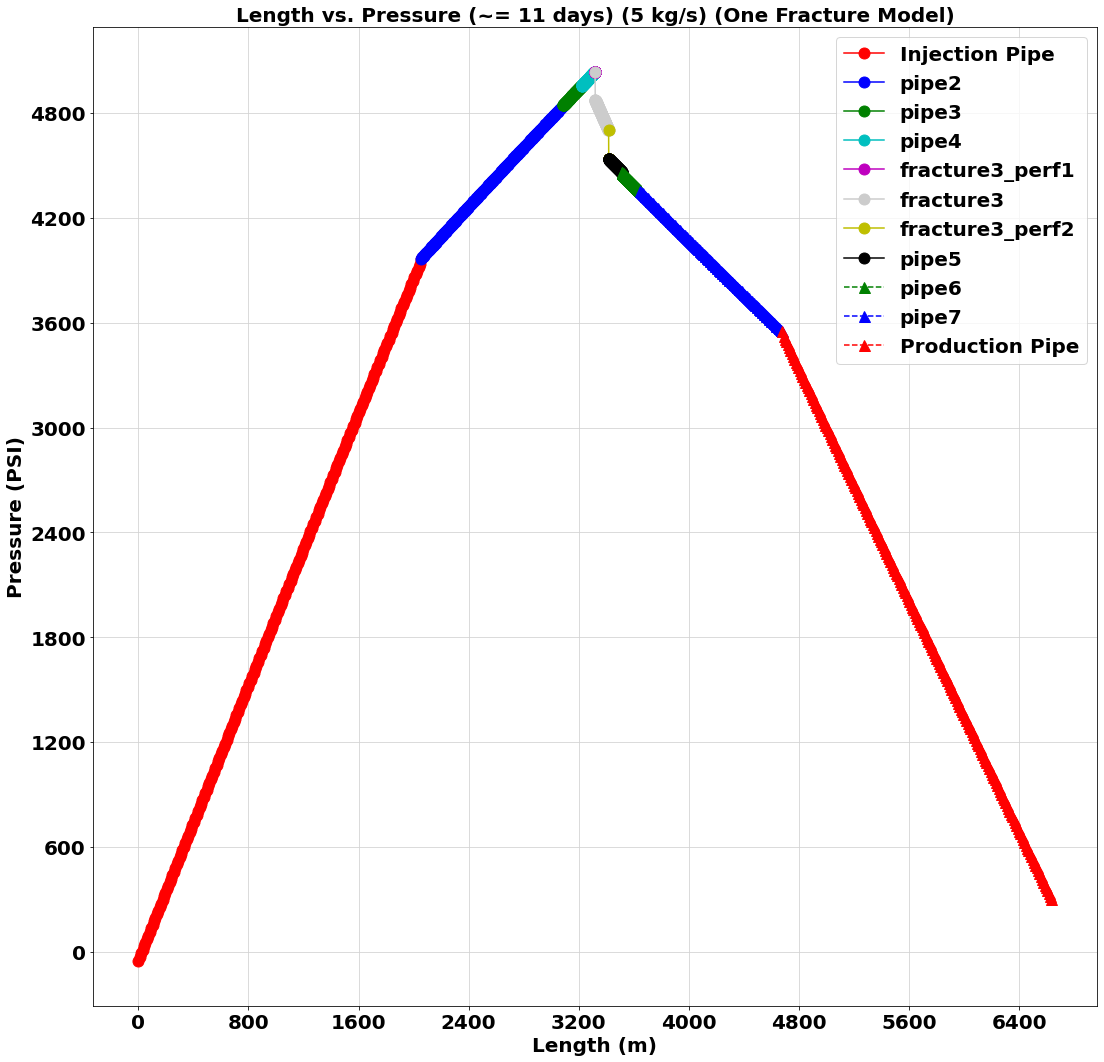 Length vs. Pressure (~= 11 days) (5 kg/s) (One Fracture Model)
Injection Pipe
pipe2
pipe3
pipe4
fracture3_perf1
fracture3
fracture3_perf2
pipe5
pipe6
pipe7
Production Pipe
Pressure (PSI)
4800
4200
3600
3000
2400
1800
1200
600
0
0 800 1600 2400 3200 4000 4800 5600 6400
Length (m)